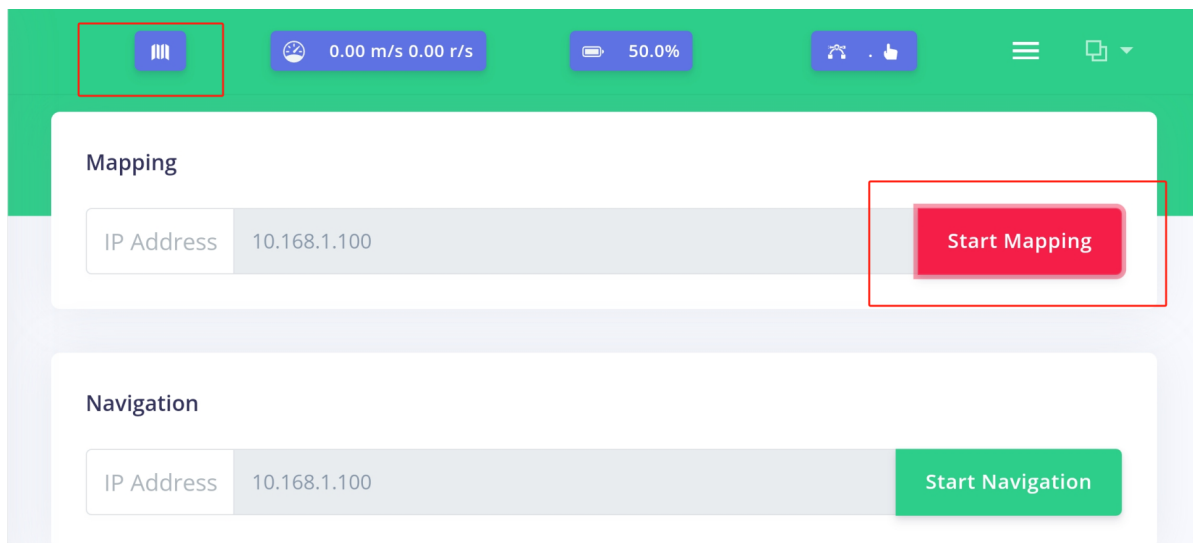 0.00 m/s 0.00 r/s 50.0% .
Mapping
IP Address 10.168.1.100 Start Mapping
Navigation
IP Address 10.168.1.100 Start Navigation